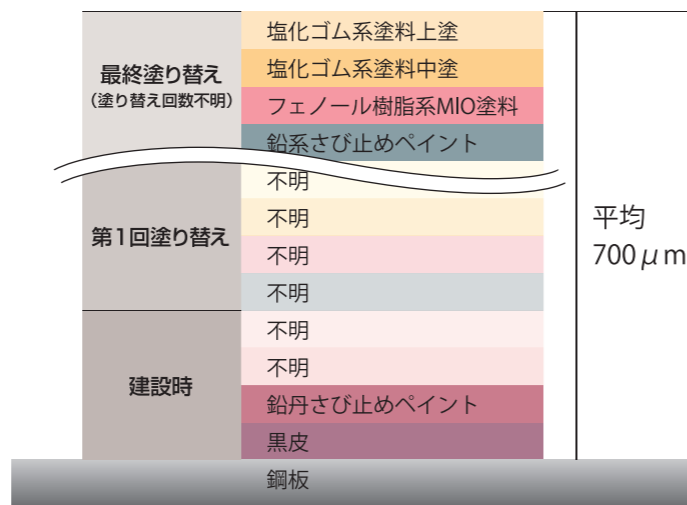 塩化ゴム系塗料上塗
最終塗り替え
(塗り替え回数不明)
塩化ゴム系塗料中塗
フェノール樹脂系MIO塗料
鉛系さび止めペイント
不明
第1回塗り替え
不明
不明
不明
平均
700μm
不明
不明
建設時
鉛丹さび止めペイント
黒皮
鋼板